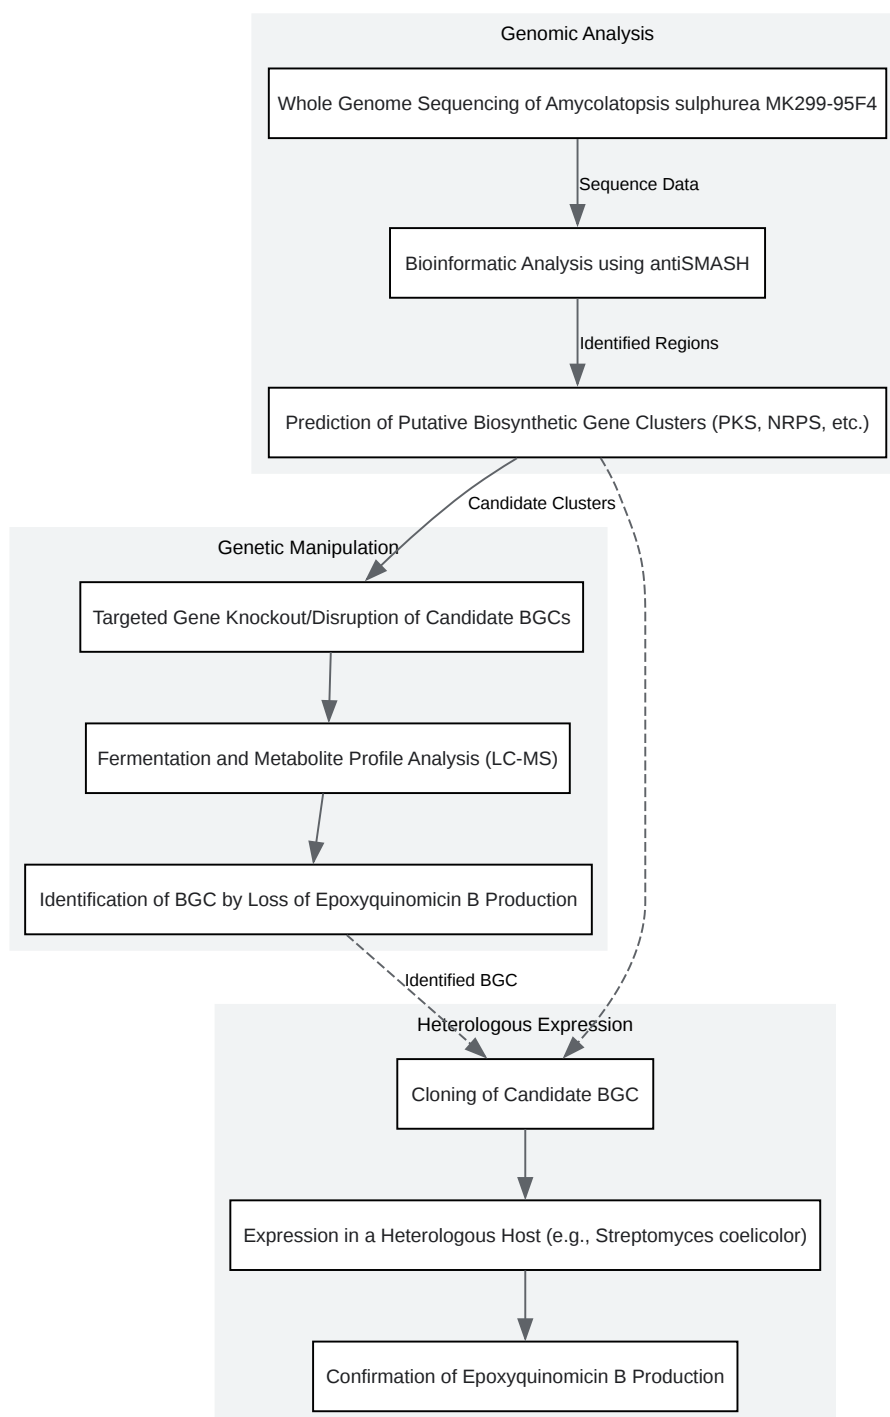 Genomic Analysis
Whole Genome Sequencing of Amycolatopsis sulphurea MK299-95F4
Sequence Data
Bioinformatic Analysis using antiSMASH
Identified Regions
Prediction of Putative Biosynthetic Gene Clusters (PKS, NRPS, etc.)
Candidate Clusters
Genetic Manipulation
Targeted Gene Knockout/Disruption of Candidate BGCs
Fermentation and Metabolite Profile Analysis (LC-MS)
Identification of BGC by Loss of Epoxyquinomicin B Production
Identified BGC
Heterologous Expression
Cloning of Candidate BGC
Expression in a Heterologous Host (e.g., Streptomyces coelicolor)
Confirmation of Epoxyquinomicin B Production